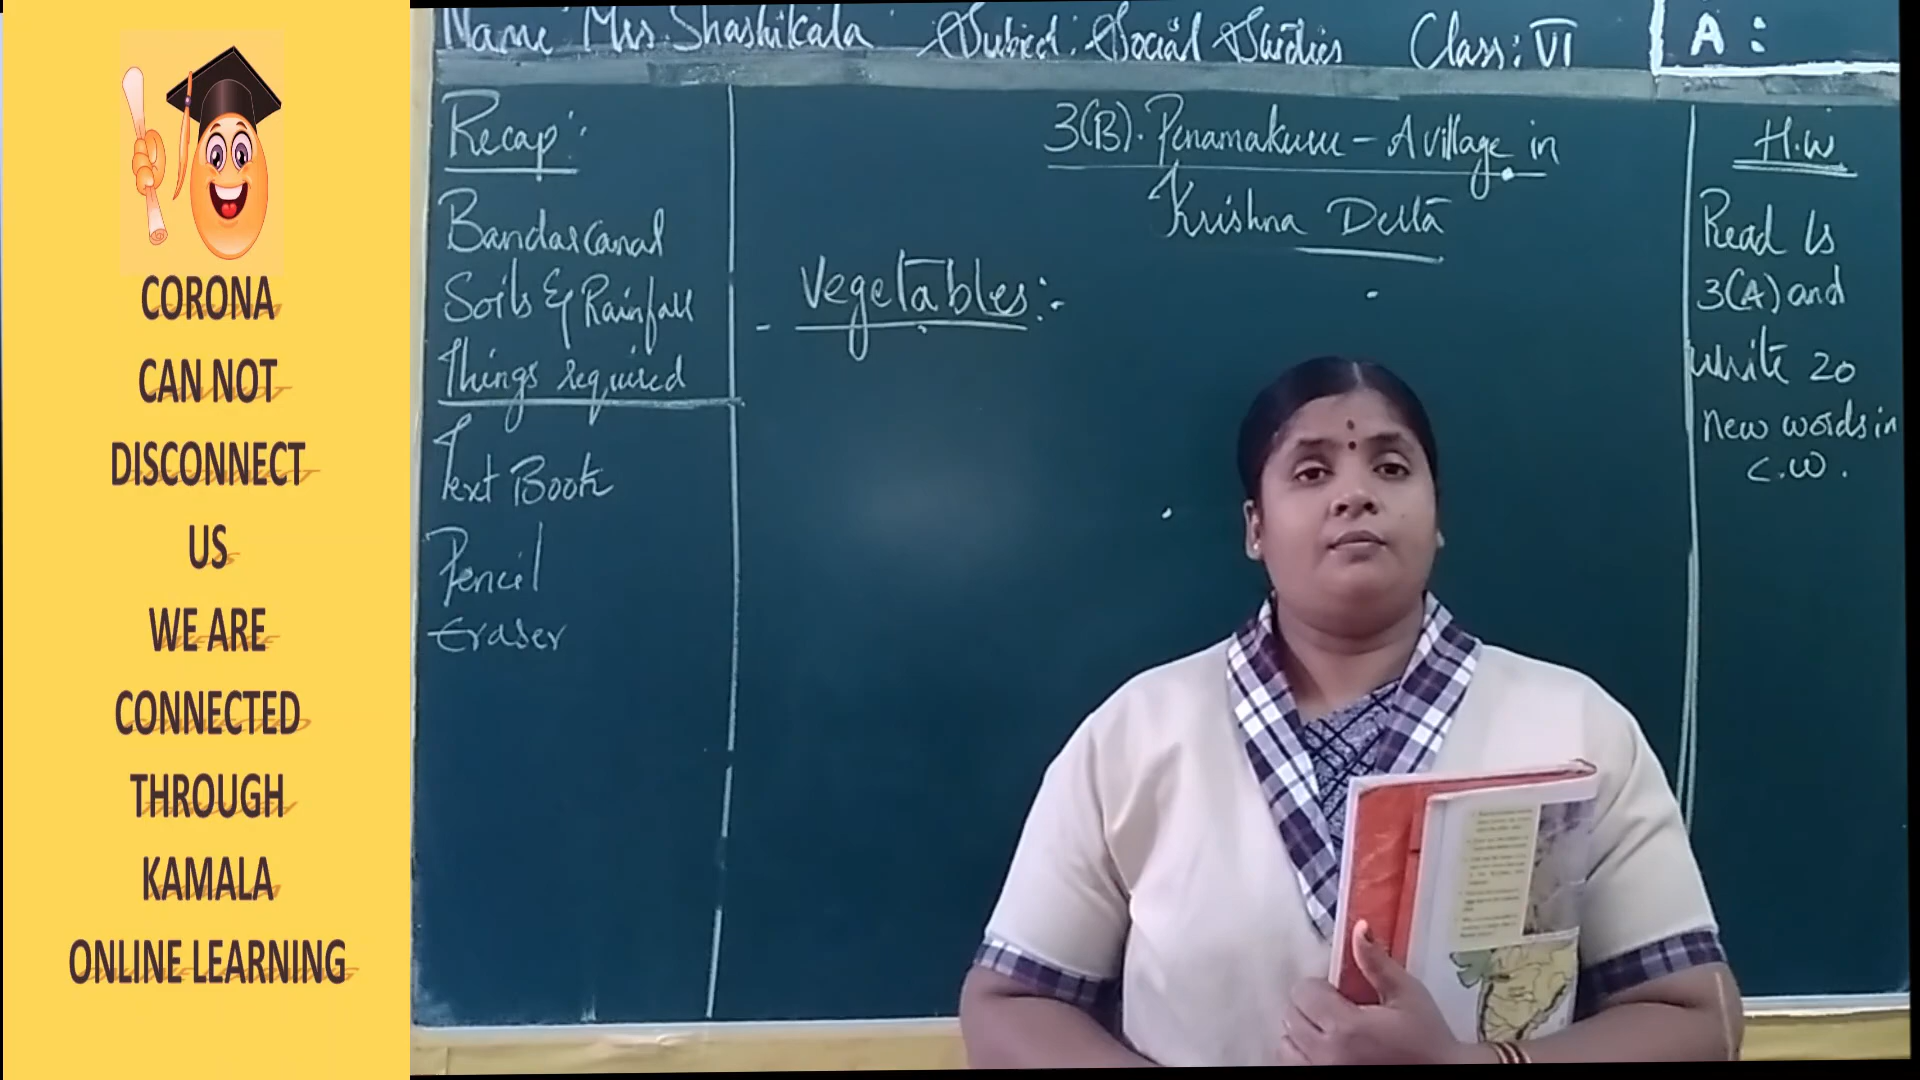 CORONA
CAN NOT
DISCONNECT
US
WE ARE
CONNECTED
THROUGH
KAMALA
ONLINE LEARNING
Name: Mrs. Shashikala Subject: Social Studies Class: VI
A:
Recap:
Bandar Canal
Soils & Rainfall
Things required
Text Book
Pencil
Eraser
3(B). Penamakuru - A village in
Krishna Delta
- Vegetables:-
H.W
Read Ls
3(A) and
write 20
new words in
C.W.